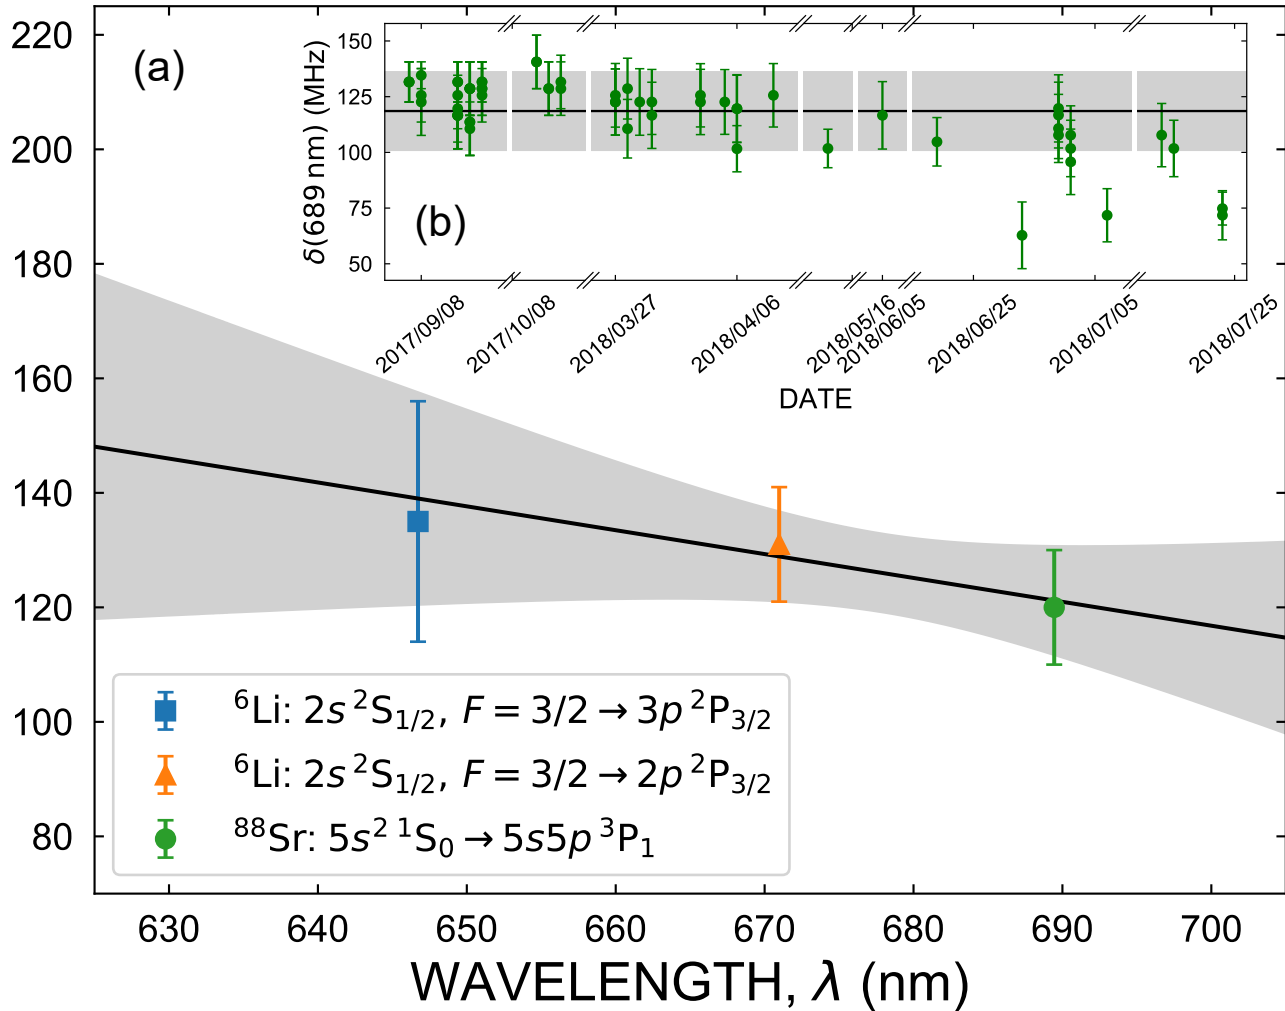 (a)
220
200
180
160
140
120
100
80
630 640 650 660 670 680 690 700
WAVELENGTH, λ (nm)
δ(689 nm) (MHz)
150
125
100
75
50
(b)
2017/09/08 2017/10/08 2018/03/27 2018/04/06 2018/05/16 2018/06/05 2018/06/25 2018/07/05 2018/07/25
DATE
⁶Li: 2s ²S₁/₂, F = 3/2 → 3p ²P₃/₂
⁶Li: 2s ²S₁/₂, F = 3/2 → 2p ²P₃/₂
⁸⁸Sr: 5s² ¹S₀ → 5s5p ³P₁